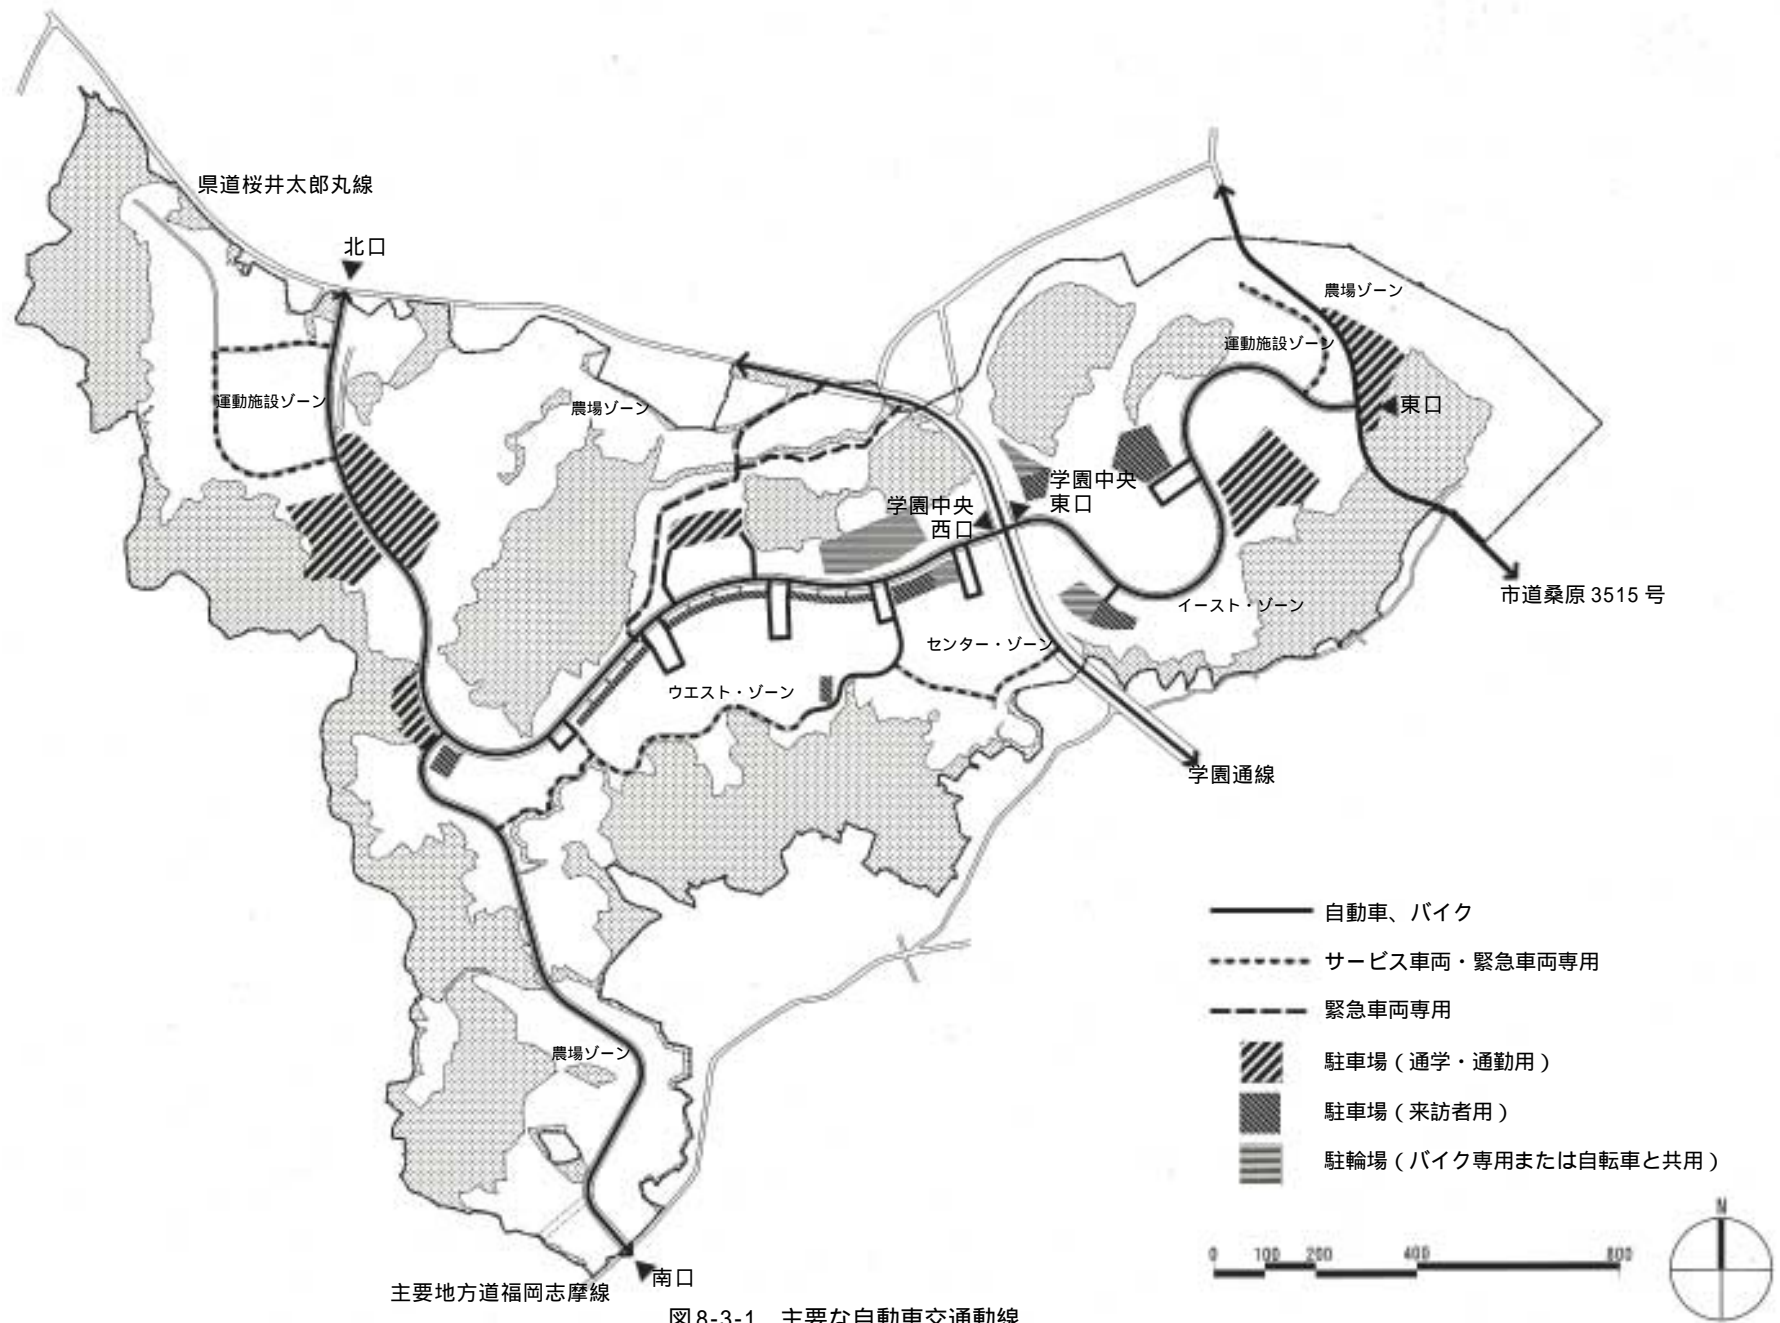 県道桜井太郎丸線
北口
農場ゾーン
運動施設ゾーン
運動施設ゾーン
農場ゾーン
東口
学園中央
東口
学園中央
西口
市道桑原 3515 号
イースト・ゾーン
センター・ゾーン
ウエスト・ゾーン
学園通線
自動車、バイク
サービス車両・緊急車両専用
緊急車両専用
農場ゾーン
駐車場（通学・通勤用）
駐車場（来訪者用）
駐輪場（バイク専用または自転車と共用）
N
0 100 200 400 800
南口
主要地方道福岡志摩線
図8-3-1 主要な自動車交通動線